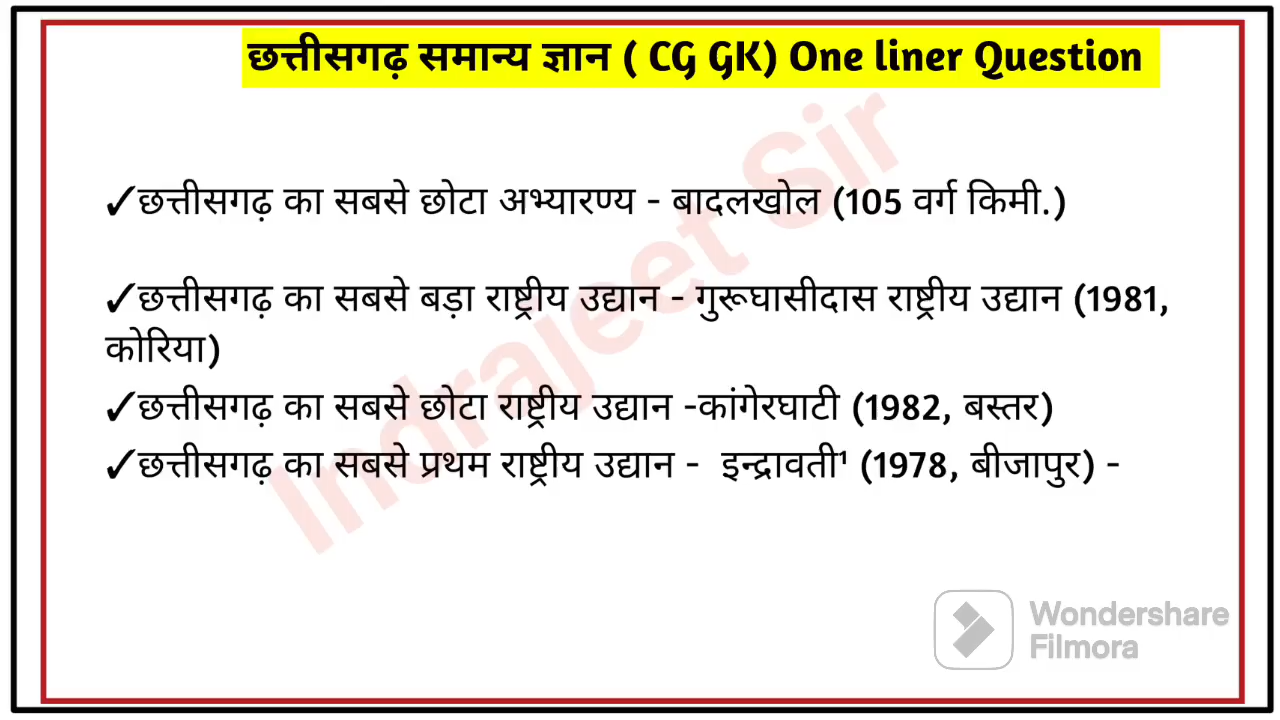 छत्तीसगढ़ समान्य ज्ञान ( CG GK) One liner Question
✓छत्तीसगढ़ का सबसे छोटा अभ्यारण्य - बादलखोल (105 वर्ग किमी.)
✓छत्तीसगढ़ का सबसे बड़ा राष्ट्रीय उद्यान - गुरूघासीदास राष्ट्रीय उद्यान (1981,
कोरिया)
✓छत्तीसगढ़ का सबसे छोटा राष्ट्रीय उद्यान -कांगेरघाटी (1982, बस्तर)
✓छत्तीसगढ़ का सबसे प्रथम राष्ट्रीय उद्यान - इन्द्रावती¹ (1978, बीजापुर) -
Indrajeet Sir
Wondershare
Filmora